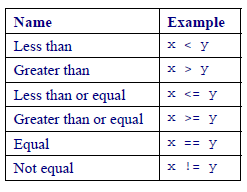 Name Example
Less than x < y
Greater than x > y
Less than or equal x <= y
Greater than or equal x >= y
Equal x == y
Not equal x != y